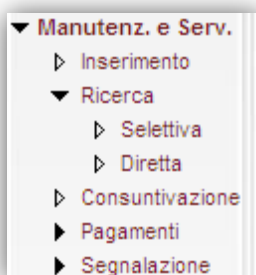 Manutenz. e Serv.
Inserimento
Ricerca
Selettiva
Diretta
Consuntivazione
Pagamenti
Segnalazione